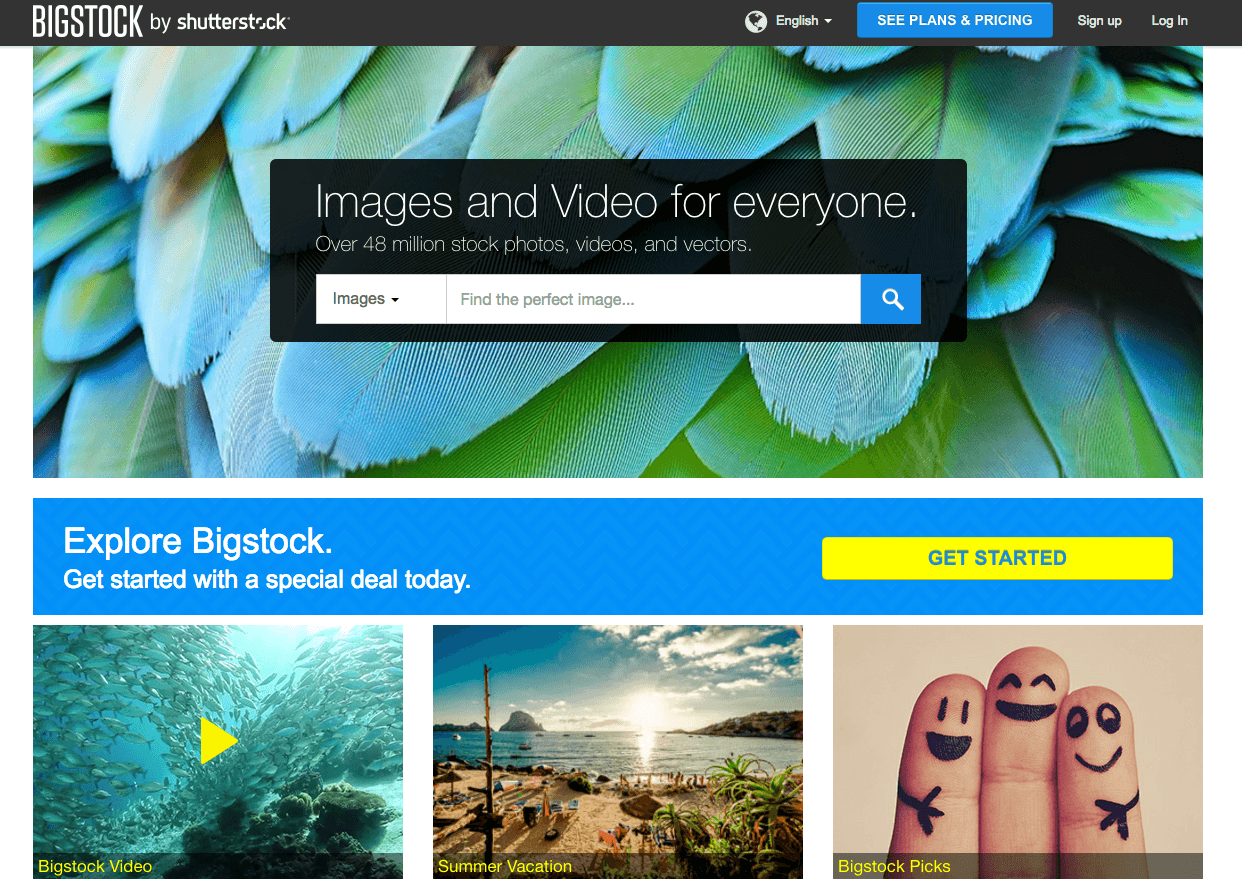 BIGSTOCK by shutterstock
English
SEE PLANS & PRICING
Sign up
Log In
Images and Video for everyone.
Over 48 million stock photos, videos, and vectors.
Images
Find the perfect image...
Explore Bigstock.
Get started with a special deal today.
GET STARTED
Bigstock Video
Summer Vacation
Bigstock Picks